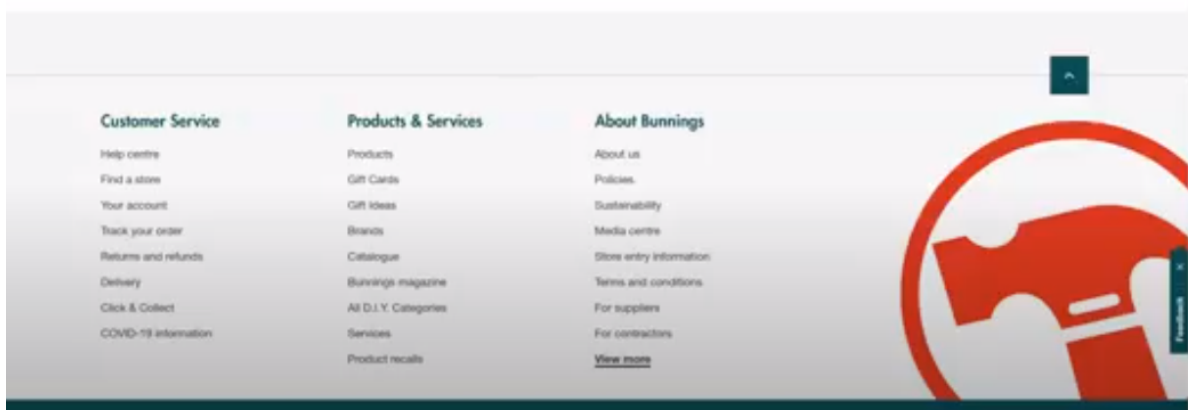 Customer Service
Help centre
Find a store
Your account
Track your order
Returns and refunds
Delivery
Click & Collect
COVID-19 information
Products & Services
Products
Gift Cards
Gift Ideas
Brands
Catalogue
Bunnings magazine
All D.I.Y. Categories
Services
Product recalls
About Bunnings
About us
Policies
Sustainability
Media centre
Store entry information
Terms and conditions
For suppliers
For contractors
View more
Feedback